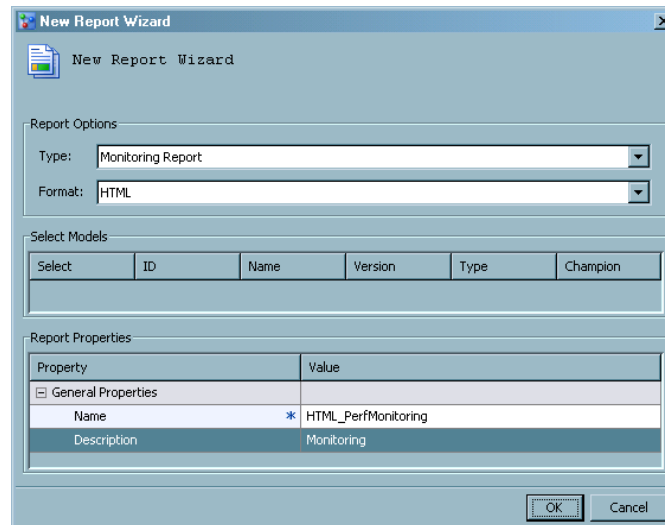 New Report Wizard
New Report Wizard
Report Options
Type: Monitoring Report
Format: HTML
Select Models
Select ID Name Version Type Champion
Report Properties
Property Value
General Properties
Name * HTML_PerfMonitoring
Description Monitoring
OK Cancel